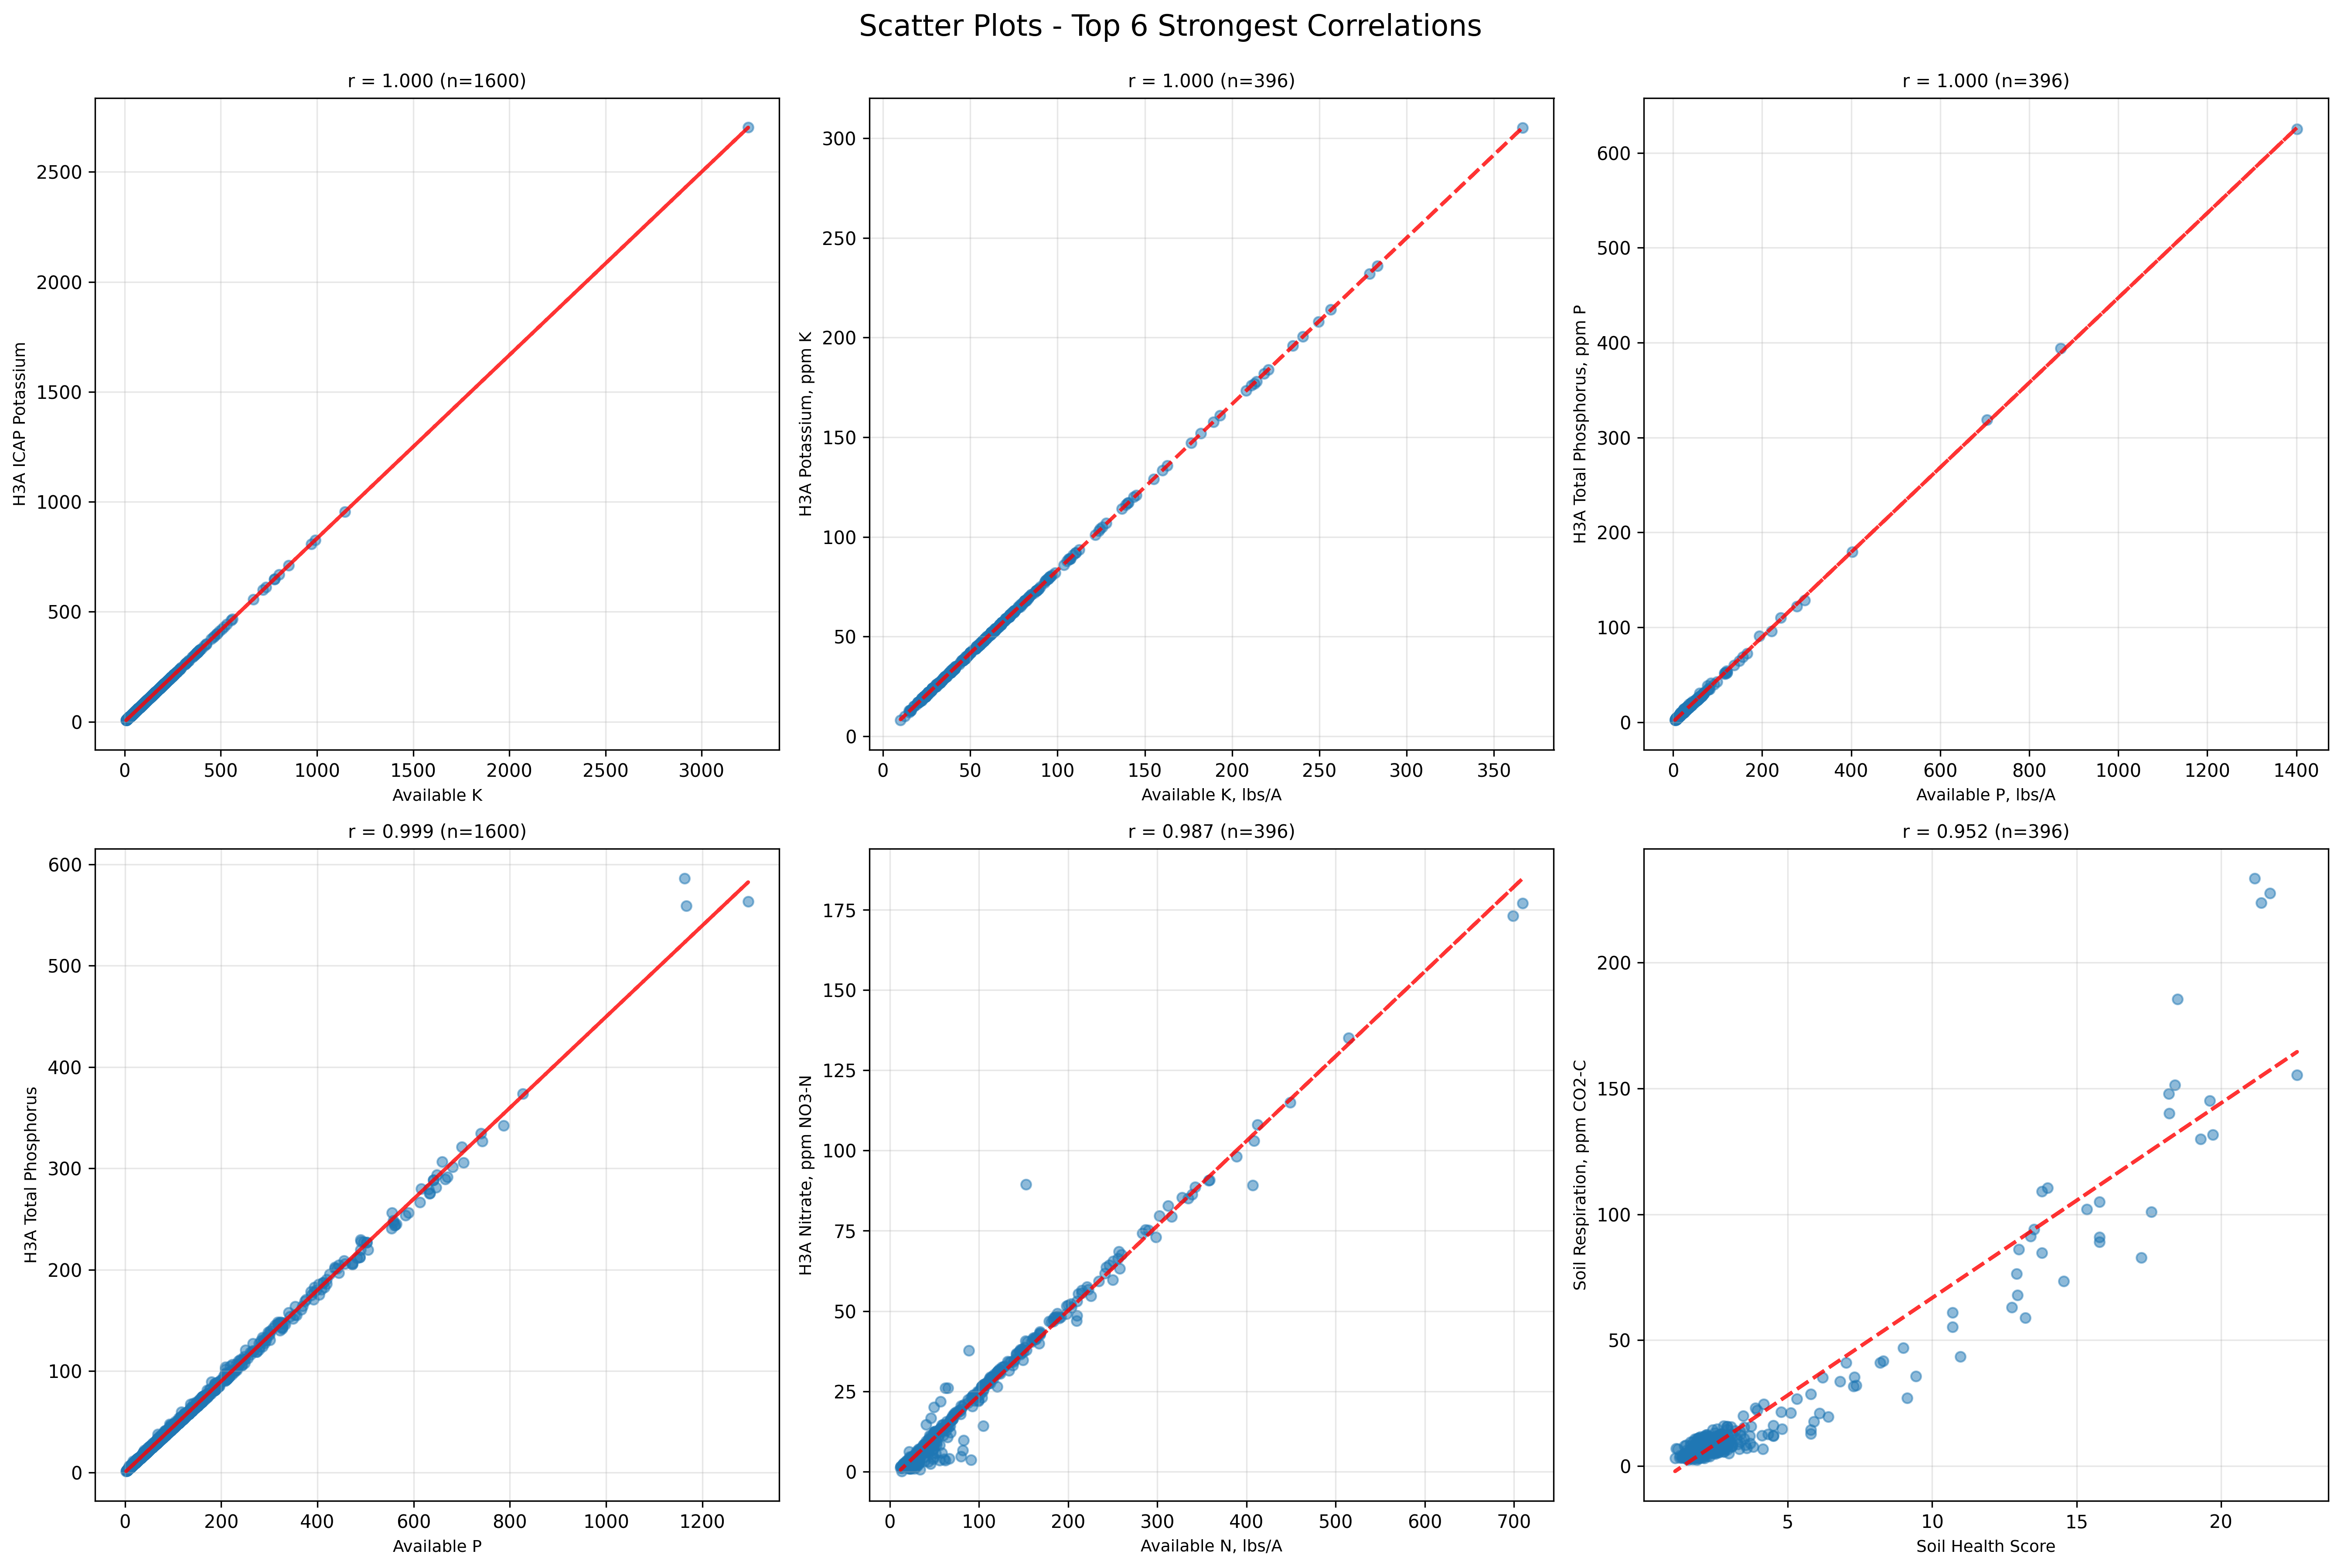 Scatter Plots - Top 6 Strongest Correlations
r = 1.000 (n=1600)
H3A ICAP Potassium
2500
2000
1500
1000
500
0
0 500 1000 1500 2000 2500 3000
Available K
r = 1.000 (n=396)
H3A Potassium, ppm K
300
250
200
150
100
50
0
0 50 100 150 200 250 300 350
Available K, lbs/A
r = 1.000 (n=396)
H3A Total Phosphorus, ppm P
600
500
400
300
200
100
0
0 200 400 600 800 1000 1200 1400
Available P, lbs/A
r = 0.999 (n=1600)
H3A Total Phosphorus
600
500
400
300
200
100
0
0 200 400 600 800 1000 1200
Available P
r = 0.987 (n=396)
H3A Nitrate, ppm NO3-N
175
150
125
100
75
50
25
0
0 100 200 300 400 500 600 700
Available N, lbs/A
r = 0.952 (n=396)
Soil Respiration, ppm CO2-C
200
150
100
50
0
5 10 15 20
Soil Health Score